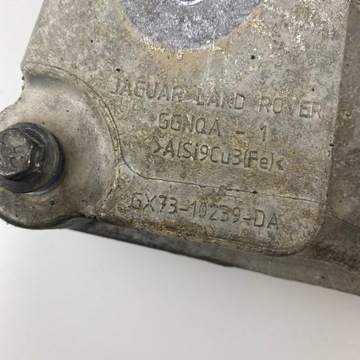 JAGUAR LAND ROVER
GGNQA - 1
>AlSi9Cu3(Fe)<
GX73-10239-DA